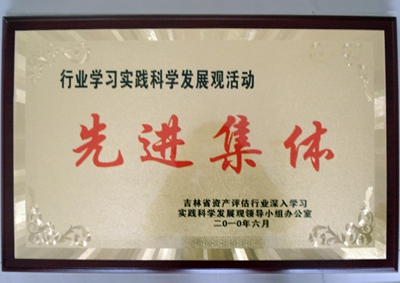 行业学习实践科学发展观活动
先进集体
吉林省资产评估行业深入学习
实践科学发展观领导小组办公室
二〇一〇年六月